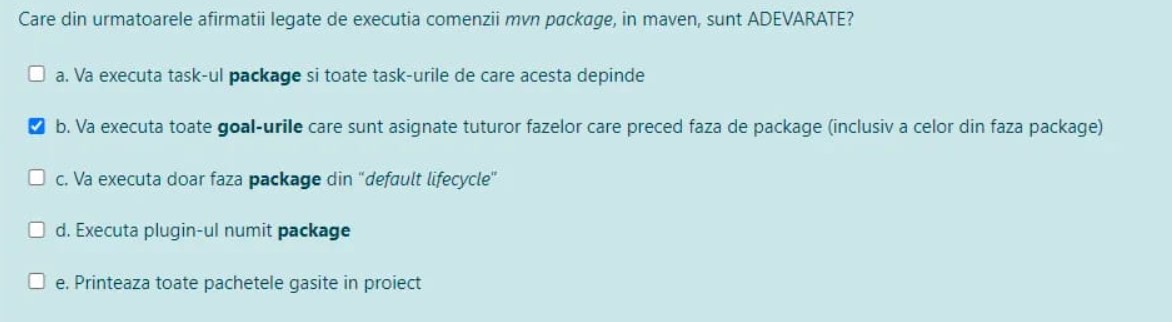 Care din urmatoarele afirmatii legate de executia comenzii mvn package, in maven, sunt ADEVARATE?
a. Va executa task-ul package si toate task-urile de care acesta depinde
b. Va executa toate goal-urile care sunt asignate tuturor fazelor care preced faza de package (inclusiv a celor din faza package)
c. Va executa doar faza package din "default lifecycle"
d. Executa plugin-ul numit package
e. Printeaza toate pachetele gasite in proiect